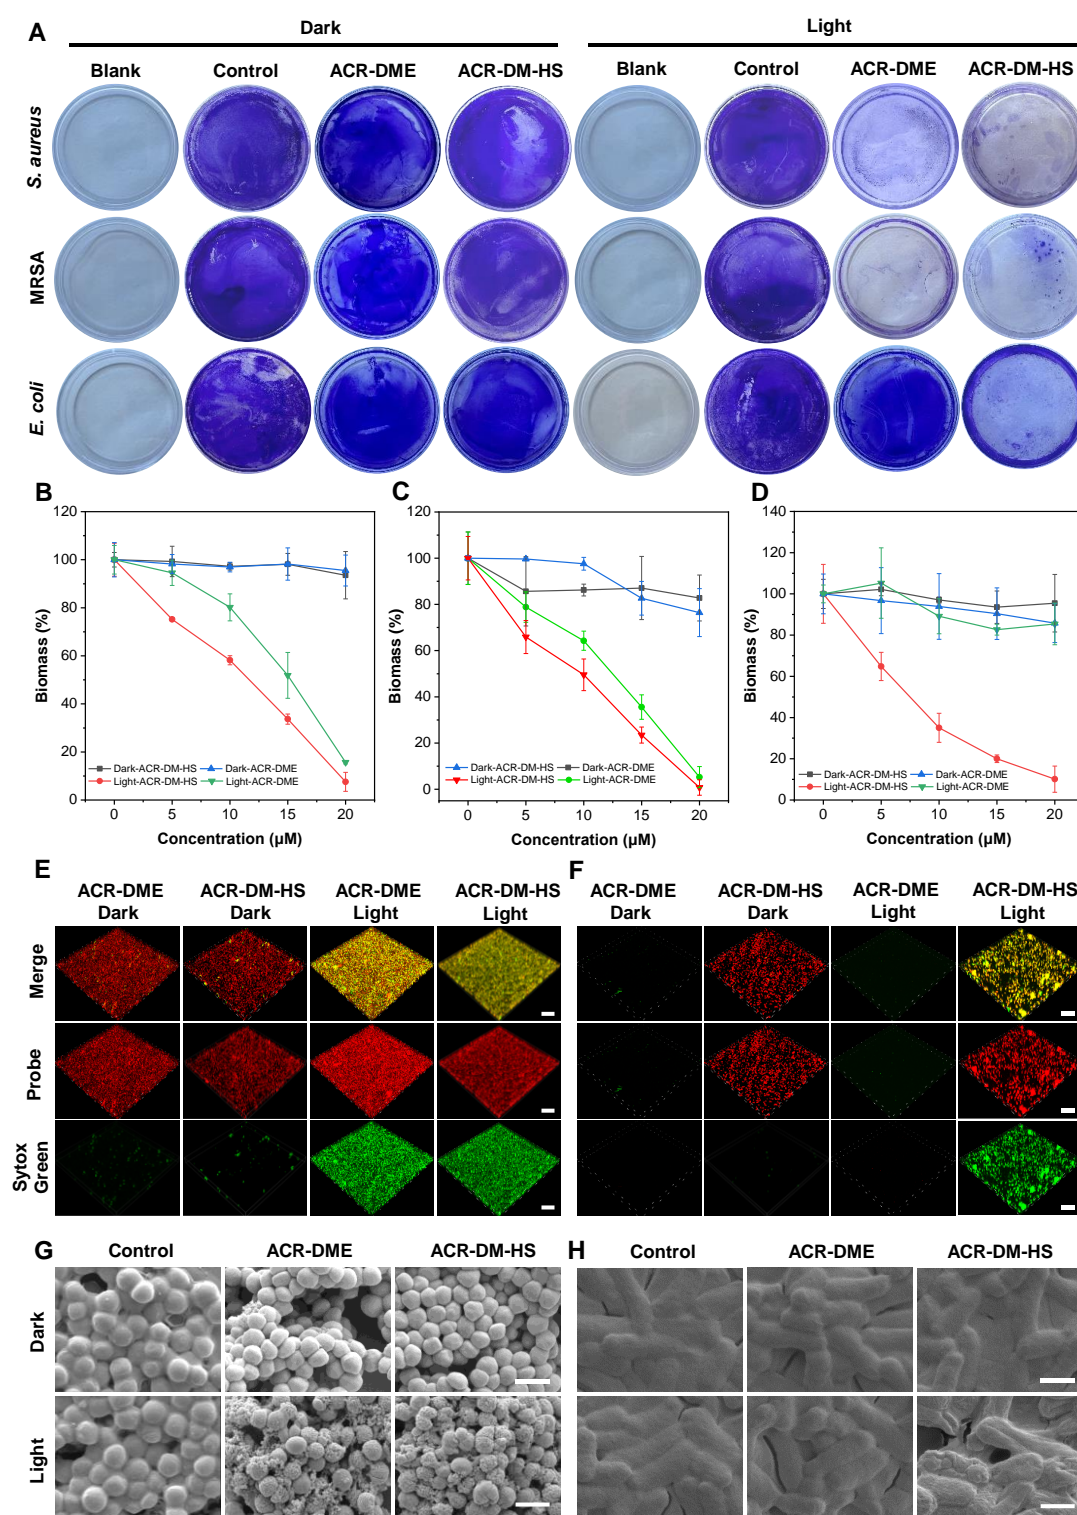 A
Dark
Light
Blank Control ACR-DME ACR-DM-HS Blank Control ACR-DME ACR-DM-HS
S. aureus
MRSA
E. coli
B
120
100
80
60
40
20
0
Biomass (%)
Dark-ACR-DM-HS Dark-ACR-DME
Light-ACR-DM-HS Light-ACR-DME
0 5 10 15 20
Concentration (µM)
C
120
100
80
60
40
20
0
Biomass (%)
Dark-ACR-DM-HS Dark-ACR-DME
Light-ACR-DM-HS Light-ACR-DME
0 5 10 15 20
Concentration (µM)
D
140
120
100
80
60
40
20
0
Biomass (%)
Dark-ACR-DM-HS Dark-ACR-DME
Light-ACR-DM-HS Light-ACR-DME
0 5 10 15 20
Concentration (µM)
E
ACR-DME ACR-DM-HS ACR-DME ACR-DM-HS
Dark Dark Light Light
Merge
Probe
Sytox
Green
F
ACR-DME ACR-DM-HS ACR-DME ACR-DM-HS
Dark Dark Light Light
G
Control ACR-DME ACR-DM-HS
Dark
Light
H
Control ACR-DME ACR-DM-HS